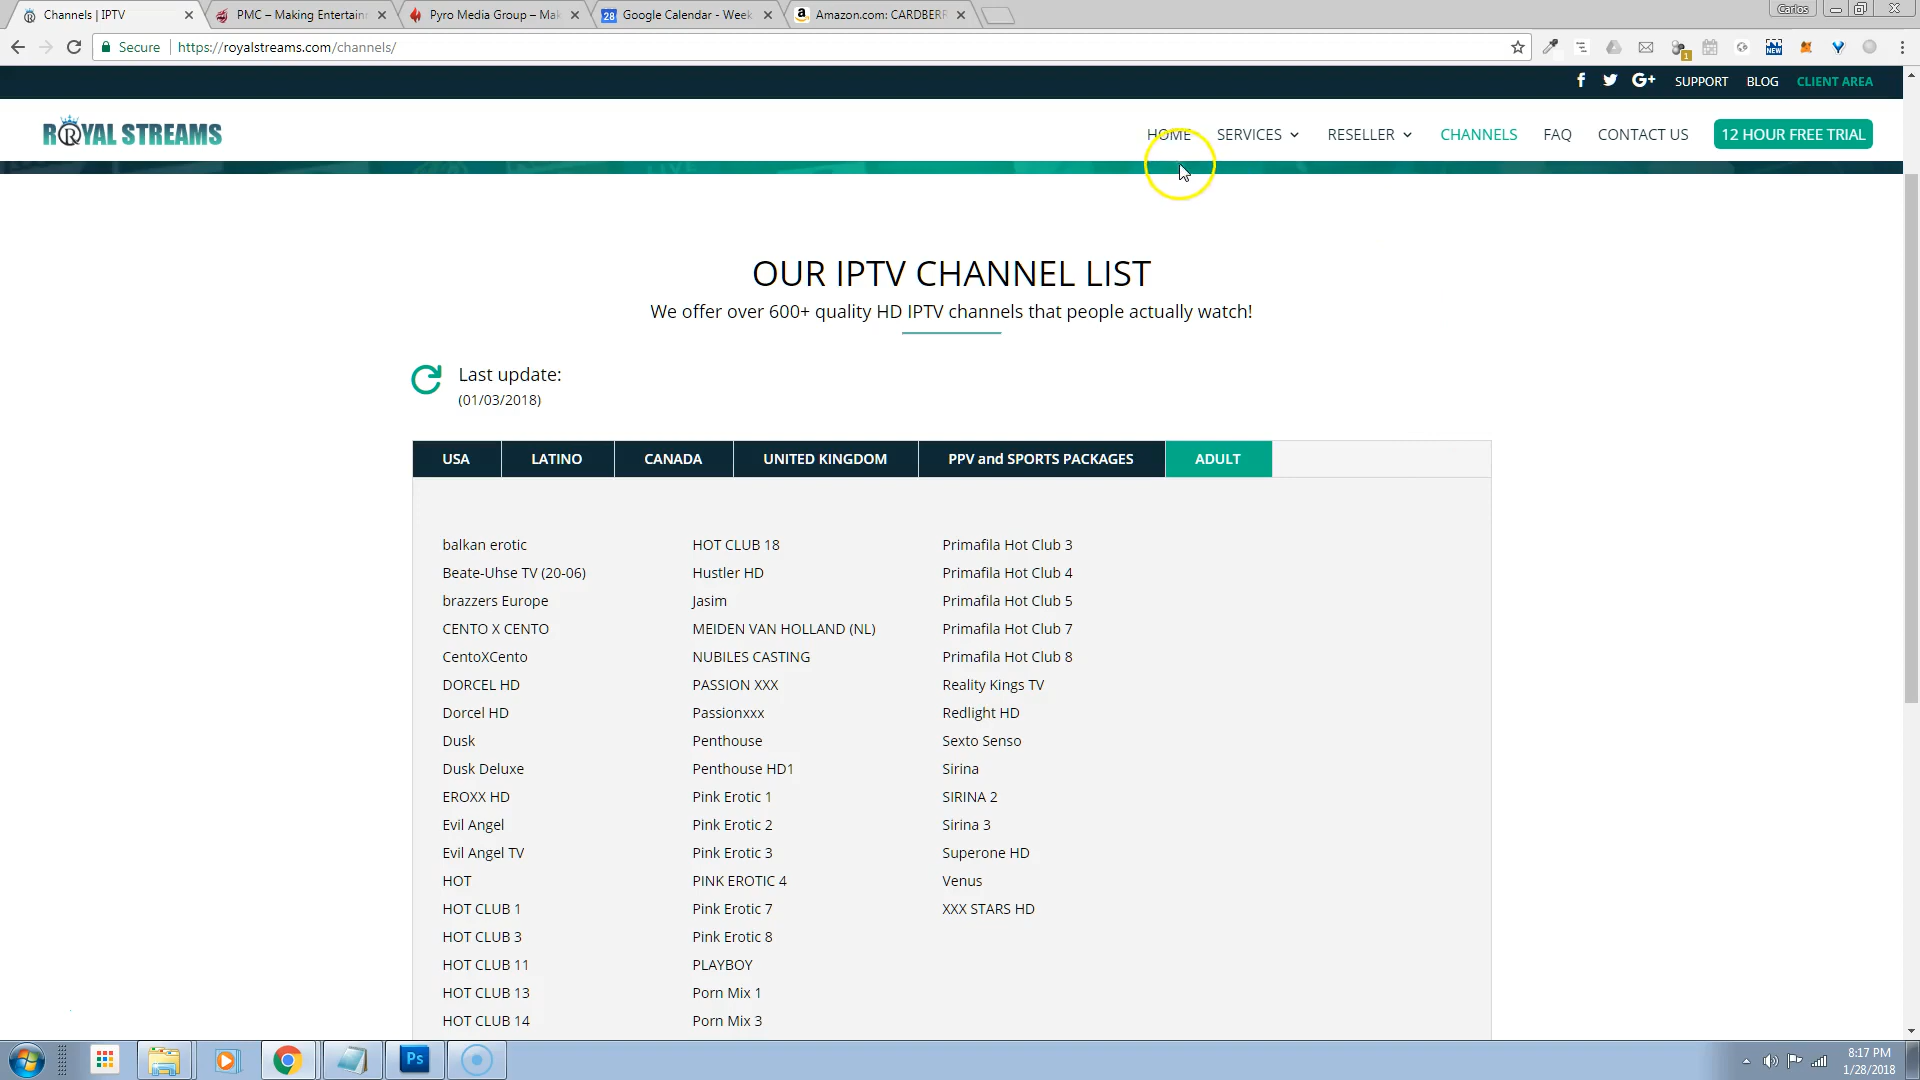 Channels | IPTV
PMC – Making Entertainm
Pyro Media Group – Mak
Google Calendar - Week
Amazon.com: CARDBERR
Carlos
Secure
https://royalstreams.com/channels/
SUPPORT
BLOG
CLIENT AREA
ROYAL STREAMS
HOME
SERVICES
RESELLER
CHANNELS
FAQ
CONTACT US
12 HOUR FREE TRIAL
OUR IPTV CHANNEL LIST
We offer over 600+ quality HD IPTV channels that people actually watch!
Last update:
(01/03/2018)
USA
LATINO
CANADA
UNITED KINGDOM
PPV and SPORTS PACKAGES
ADULT
balkan erotic
Beate-Uhse TV (20-06)
brazzers Europe
CENTO X CENTO
CentoXCento
DORCEL HD
Dorcel HD
Dusk
Dusk Deluxe
EROXX HD
Evil Angel
Evil Angel TV
HOT
HOT CLUB 1
HOT CLUB 3
HOT CLUB 11
HOT CLUB 13
HOT CLUB 14
HOT CLUB 18
Hustler HD
Jasim
MEIDEN VAN HOLLAND (NL)
NUBILES CASTING
PASSION XXX
Passionxxx
Penthouse
Penthouse HD1
Pink Erotic 1
Pink Erotic 2
Pink Erotic 3
PINK EROTIC 4
Pink Erotic 7
Pink Erotic 8
PLAYBOY
Porn Mix 1
Porn Mix 3
Primafila Hot Club 3
Primafila Hot Club 4
Primafila Hot Club 5
Primafila Hot Club 7
Primafila Hot Club 8
Reality Kings TV
Redlight HD
Sexto Senso
Sirina
SIRINA 2
Sirina 3
Superone HD
Venus
XXX STARS HD
Ps
8:17 PM
1/28/2018